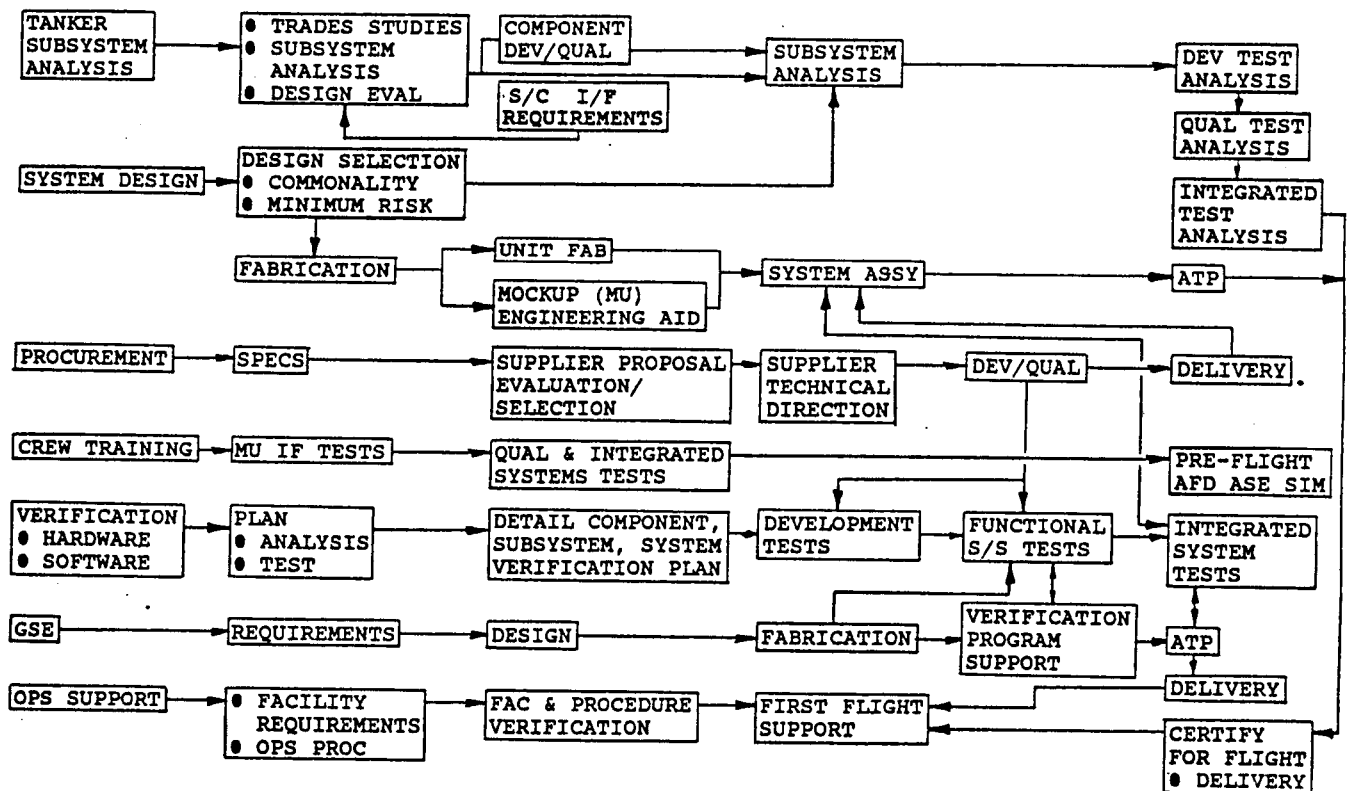 TANKER
SUBSYSTEM
ANALYSIS
● TRADES STUDIES
● SUBSYSTEM
ANALYSIS
● DESIGN EVAL
COMPONENT
DEV/QUAL
S/C I/F
REQUIREMENTS
SUBSYSTEM
ANALYSIS
DEV TEST
ANALYSIS
QUAL TEST
ANALYSIS
INTEGRATED
TEST
ANALYSIS
SYSTEM DESIGN
DESIGN SELECTION
● COMMONALITY
● MINIMUM RISK
FABRICATION
UNIT FAB
MOCKUP (MU)
ENGINEERING AID
SYSTEM ASSY
ATP
PROCUREMENT
SPECS
SUPPLIER PROPOSAL
EVALUATION/
SELECTION
SUPPLIER
TECHNICAL
DIRECTION
DEV/QUAL
DELIVERY
CREW TRAINING
MU IF TESTS
QUAL & INTEGRATED
SYSTEMS TESTS
PRE-FLIGHT
AFD ASE SIM
VERIFICATION
● HARDWARE
● SOFTWARE
PLAN
● ANALYSIS
● TEST
DETAIL COMPONENT,
SUBSYSTEM, SYSTEM
VERIFICATION PLAN
DEVELOPMENT
TESTS
FUNCTIONAL
S/S TESTS
INTEGRATED
SYSTEM
TESTS
GSE
REQUIREMENTS
DESIGN
FABRICATION
VERIFICATION
PROGRAM
SUPPORT
ATP
DELIVERY
OPS SUPPORT
● FACILITY
REQUIREMENTS
● OPS PROC
FAC & PROCEDURE
VERIFICATION
FIRST FLIGHT
SUPPORT
CERTIFY
FOR FLIGHT
● DELIVERY